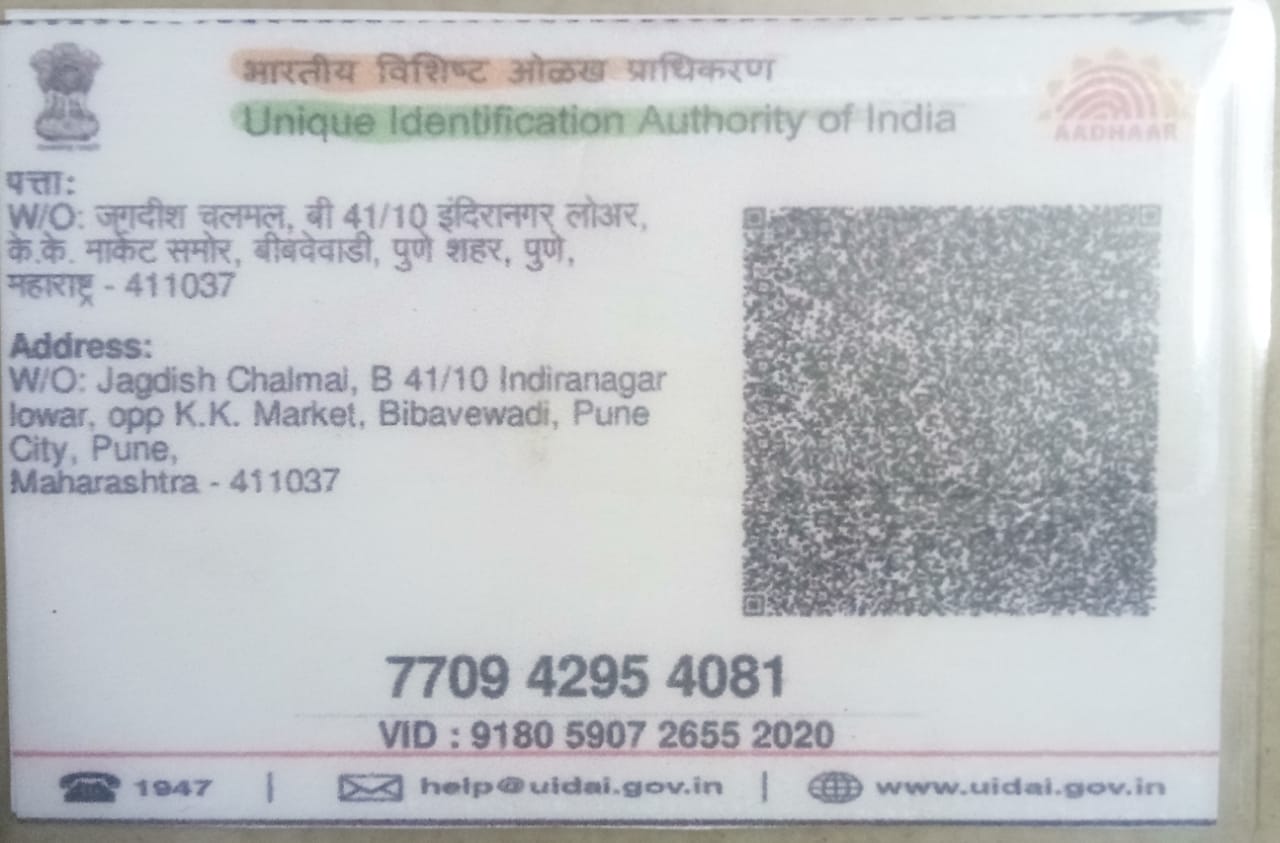 भारतीय विशिष्ट ओळख प्राधिकरण
Unique Identification Authority of India
AADHAAR
पत्ता:
W/O: जगदीश चलमल, बी 41/10 इंदिरानगर लोअर,
के.के. मार्केट समोर, बीबवेवाडी, पुणे शहर, पुणे,
महाराष्ट्र - 411037
Address:
W/O: Jagdish Chalmal, B 41/10 Indiranagar
lowar, opp K.K. Market, Bibavewadi, Pune
City, Pune,
Maharashtra - 411037
7709 4295 4081
VID : 9180 5907 2655 2020
1947 | help@uidai.gov.in | www.uidai.gov.in